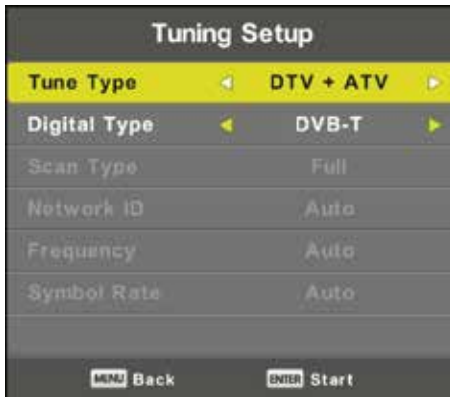 Tuning Setup
Tune Type DTV + ATV
Digital Type DVB-T
Scan Type Full
Network ID Auto
Frequency Auto
Symbol Rate Auto
MENU Back ENTER Start